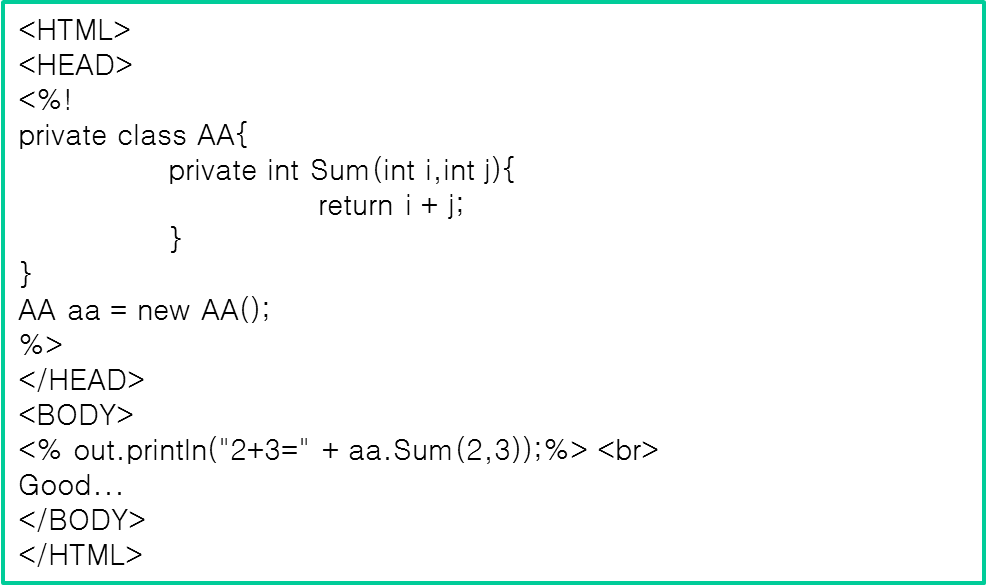 <HTML>
<HEAD>
<%!
private class AA{
private int Sum(int i,int j){
return i + j;
}
}
AA aa = new AA();
%>
</HEAD>
<BODY>
<% out.println("2+3=" + aa.Sum(2,3));%> <br>
Good...
</BODY>
</HTML>